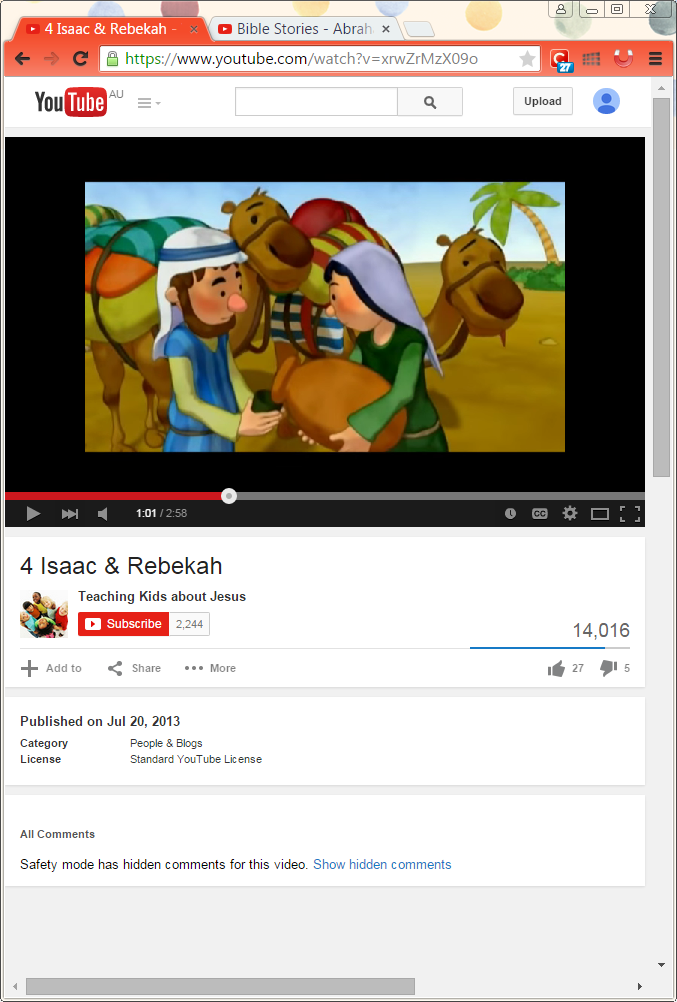 4 Isaac & Rebekah -
Bible Stories - Abrah
https://www.youtube.com/watch?v=xrwZrMzX09o
27
YouTube AU
Upload
1:01 / 2:58
CC
4 Isaac & Rebekah
Teaching Kids about Jesus
Subscribe 2,244
14,016
Add to Share More 27 5
Published on Jul 20, 2013
Category People & Blogs
License Standard YouTube License
All Comments
Safety mode has hidden comments for this video. Show hidden comments